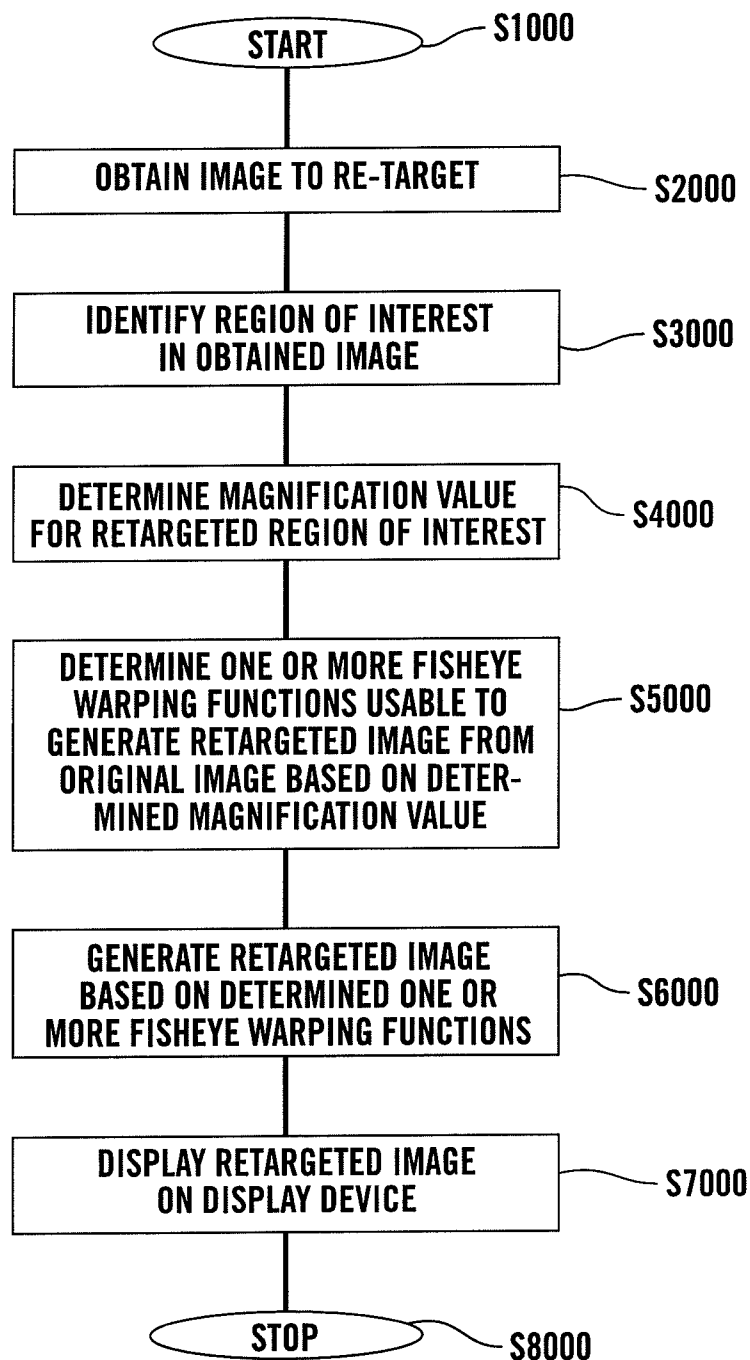 START
S1000
OBTAIN IMAGE TO RE-TARGET
S2000
IDENTIFY REGION OF INTEREST
IN OBTAINED IMAGE
S3000
DETERMINE MAGNIFICATION VALUE
FOR RETARGETED REGION OF INTEREST
S4000
DETERMINE ONE OR MORE FISHEYE
WARPING FUNCTIONS USABLE TO
GENERATE RETARGETED IMAGE FROM
ORIGINAL IMAGE BASED ON DETER-
MINED MAGNIFICATION VALUE
S5000
GENERATE RETARGETED IMAGE
BASED ON DETERMINED ONE OR
MORE FISHEYE WARPING FUNCTIONS
S6000
DISPLAY RETARGETED IMAGE
ON DISPLAY DEVICE
S7000
STOP
S8000